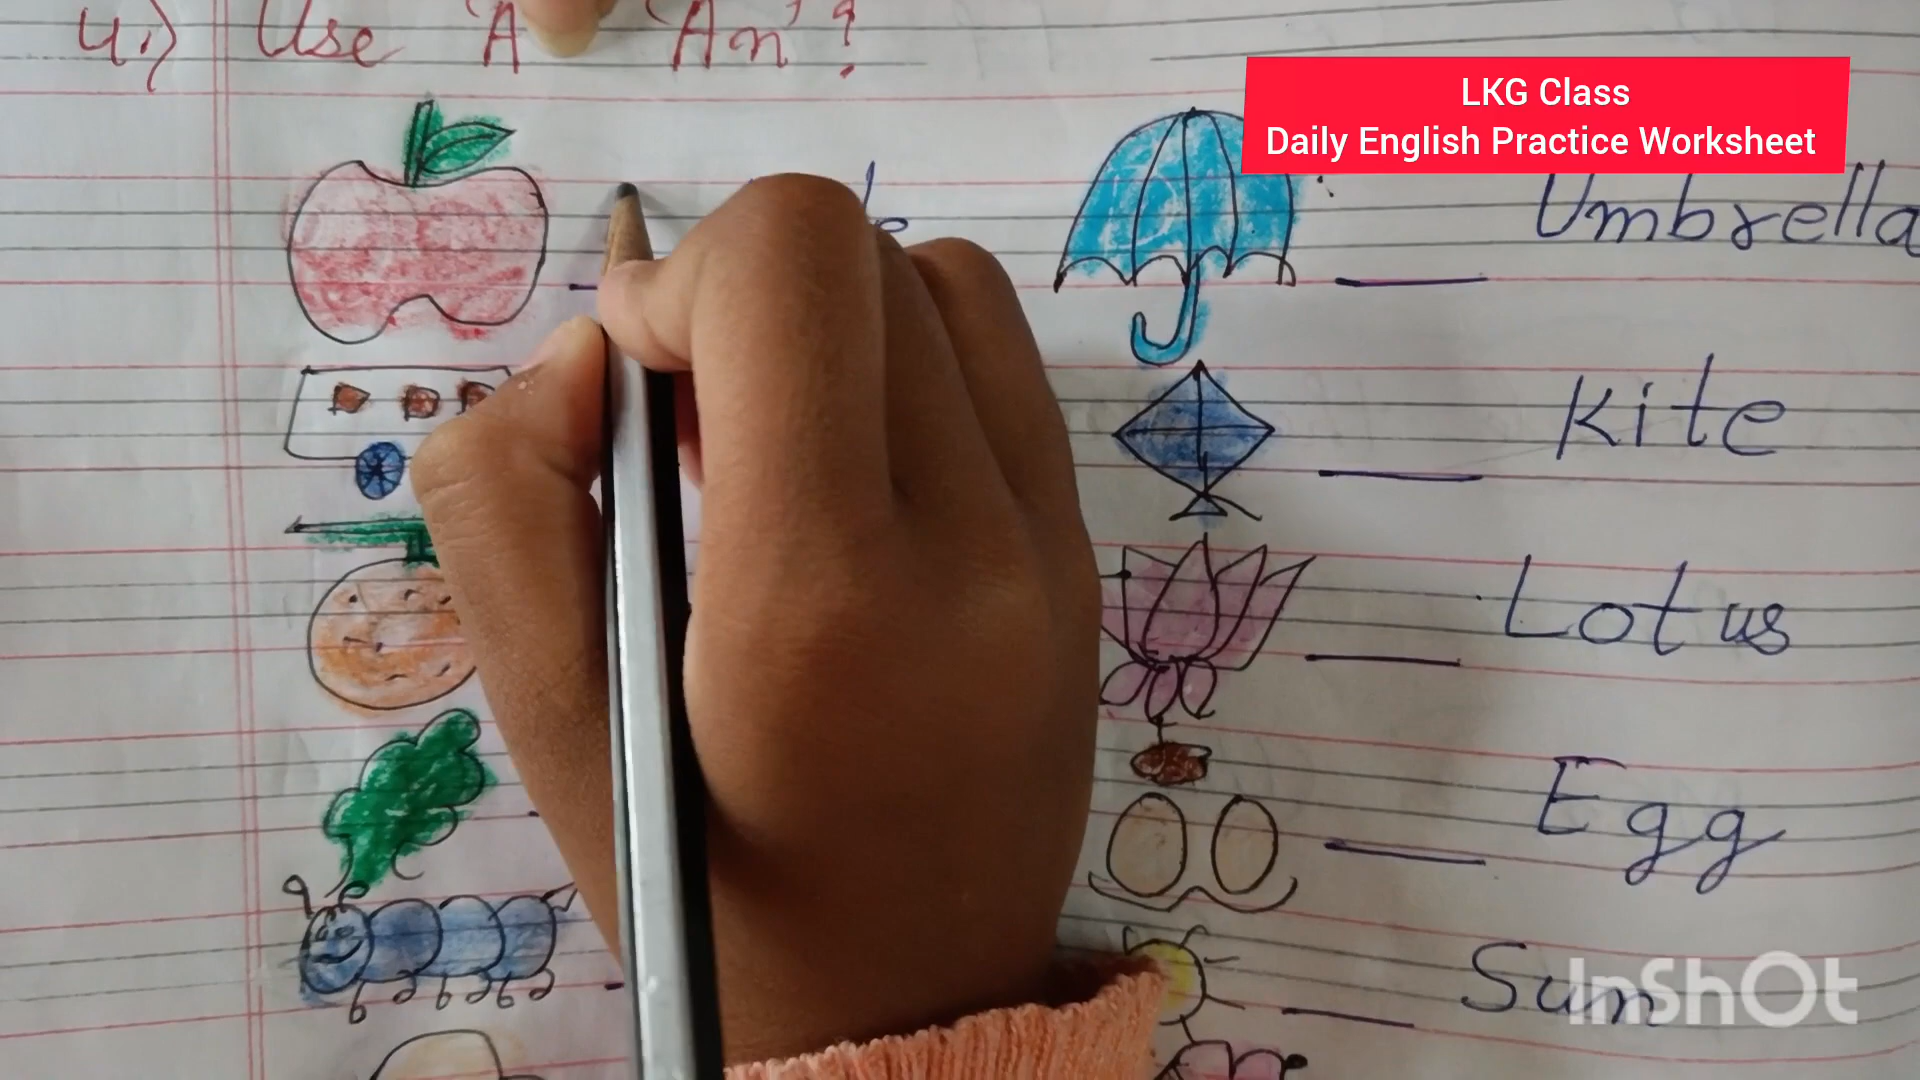 4.) Use 'A 'An'?
LKG Class
Daily English Practice Worksheet
Umbrella
Kite
Lotus
Egg
Sun
InShOt